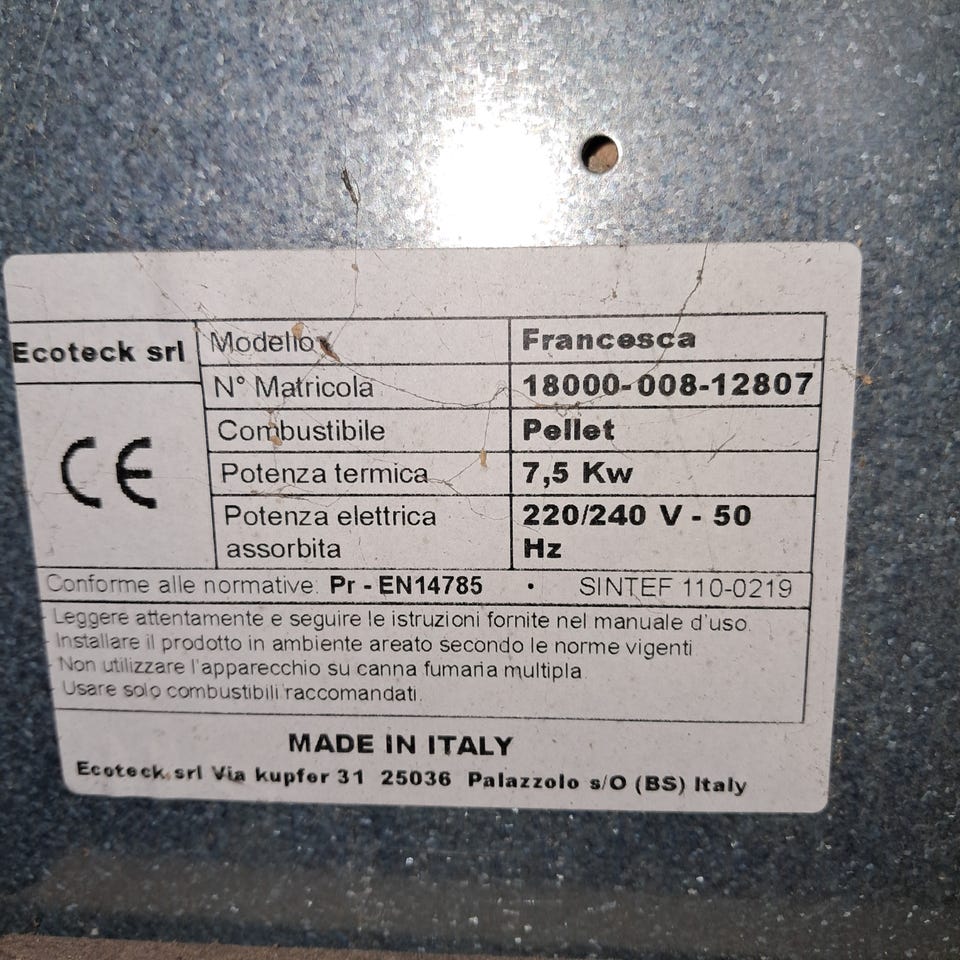 Ecoteck srl
Modello Francesca
N° Matricola 18000-008-12807
CE
Combustibile Pellet
Potenza termica 7,5 Kw
Potenza elettrica assorbita 220/240 V - 50 Hz
Conforme alle normative: Pr - EN14785 • SINTEF 110-0219
Leggere attentamente e seguire le istruzioni fornite nel manuale d'uso.
Installare il prodotto in ambiente areato secondo le norme vigenti
Non utilizzare l'apparecchio su canna fumaria multipla.
Usare solo combustibili raccomandati.
MADE IN ITALY
Ecoteck srl Via kupfer 31 25036 Palazzolo s/O (BS) Italy